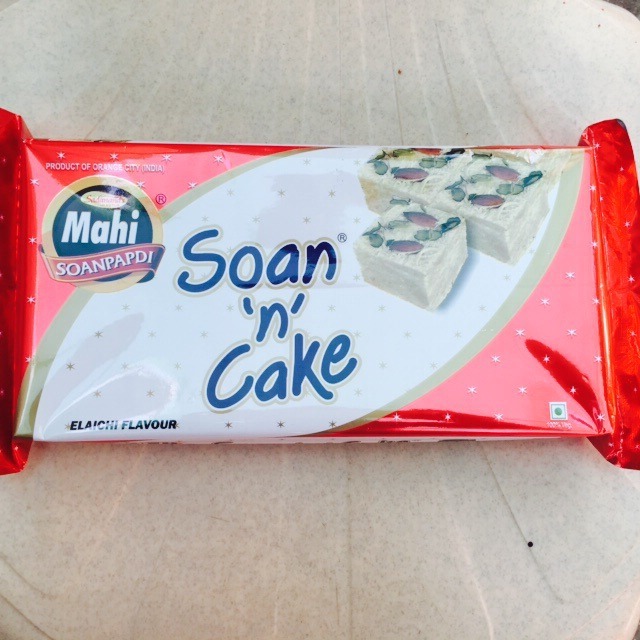 PRODUCT OF ORANGE CITY (INDIA)
®
Mahi
SOANPAPDI
Soan®
'n'
Cake
ELAICHI FLAVOUR